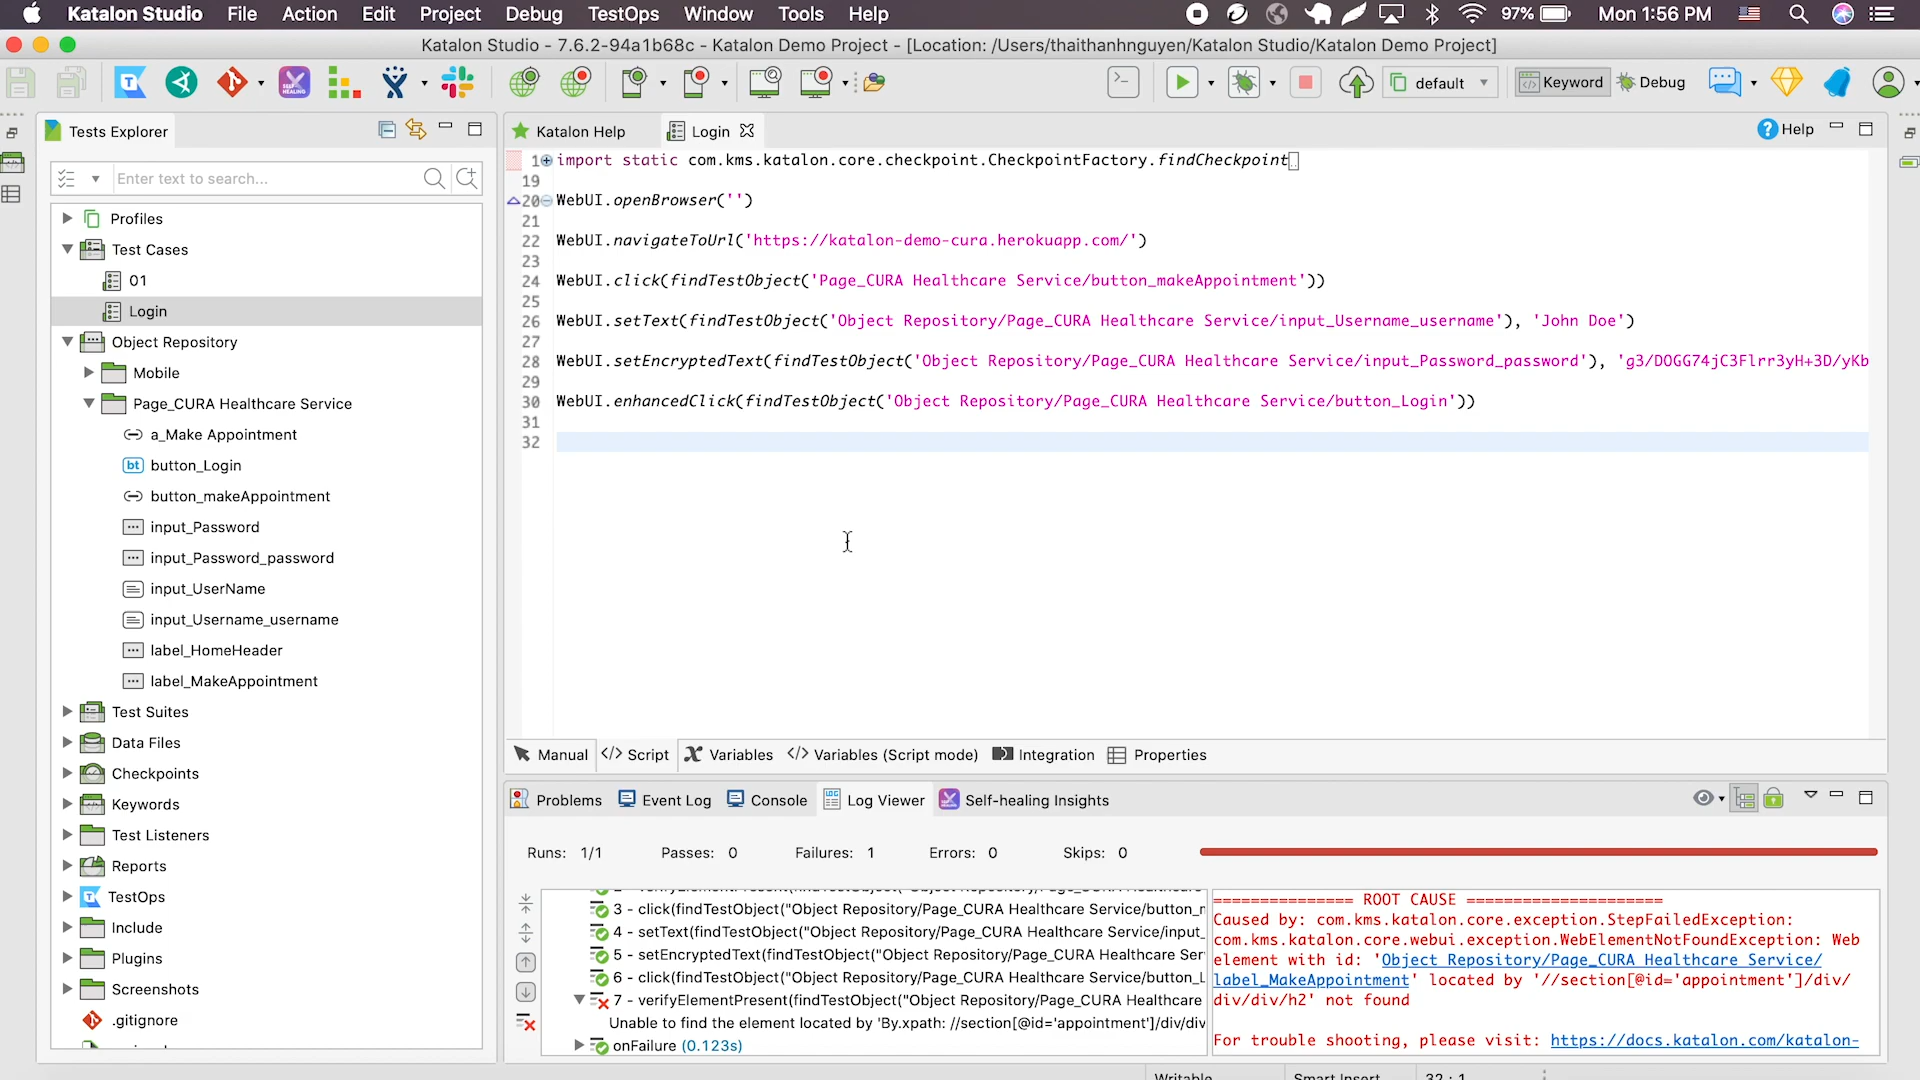 Katalon Studio File Action Edit Project Debug TestOps Window Tools Help 97% Mon 1:56 PM
Katalon Studio - 7.6.2-94a1b68c - Katalon Demo Project - [Location: /Users/thaithanhnguyen/Katalon Studio/Katalon Demo Project]
default Keyword Debug
Tests Explorer
Enter text to search...
Profiles
Test Cases
01
Login
Object Repository
Mobile
Page_CURA Healthcare Service
a_Make Appointment
bt button_Login
button_makeAppointment
input_Password
input_Password_password
input_UserName
input_Username_username
label_HomeHeader
label_MakeAppointment
Test Suites
Data Files
Checkpoints
Keywords
Test Listeners
Reports
TestOps
Include
Plugins
Screenshots
.gitignore
Katalon Help Login Help
1 import static com.kms.katalon.core.checkpoint.CheckpointFactory.findCheckpoint
19
20 WebUI.openBrowser('')
21
22 WebUI.navigateToUrl('https://katalon-demo-cura.herokuapp.com/')
23
24 WebUI.click(findTestObject('Page_CURA Healthcare Service/button_makeAppointment'))
25
26 WebUI.setText(findTestObject('Object Repository/Page_CURA Healthcare Service/input_Username_username'), 'John Doe')
27
28 WebUI.setEncryptedText(findTestObject('Object Repository/Page_CURA Healthcare Service/input_Password_password'), 'g3/DOGG74jC3Flrr3yH+3D/yKb
29
30 WebUI.enhancedClick(findTestObject('Object Repository/Page_CURA Healthcare Service/button_Login'))
31
32
Manual Script Variables Variables (Script mode) Integration Properties
Problems Event Log Console Log Viewer Self-healing Insights
Runs: 1/1 Passes: 0 Failures: 1 Errors: 0 Skips: 0
3 - click(findTestObject("Object Repository/Page_CURA Healthcare Service/button_r
4 - setText(findTestObject("Object Repository/Page_CURA Healthcare Service/input_
5 - setEncryptedText(findTestObject("Object Repository/Page_CURA Healthcare Ser
6 - click(findTestObject("Object Repository/Page_CURA Healthcare Service/button_L
7 - verifyElementPresent(findTestObject("Object Repository/Page_CURA Healthcare
Unable to find the element located by 'By.xpath: //section[@id='appointment']/div/div
onFailure (0.123s)
=============== ROOT CAUSE =====================
Caused by: com.kms.katalon.core.exception.StepFailedException:
com.kms.katalon.core.webui.exception.WebElementNotFoundException: Web
element with id: 'Object Repository/Page_CURA Healthcare Service/
label_MakeAppointment' located by '//section[@id='appointment']/div/
div/div/h2' not found
For trouble shooting, please visit: https://docs.katalon.com/katalon-
Writable Smart Insert 32 : 1